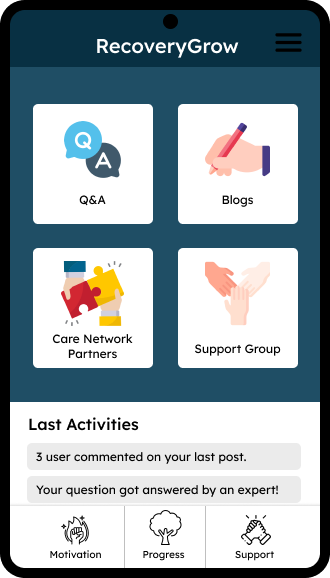 RecoveryGrow
Q
A
Q&A
Blogs
Care Network
Partners
Support Group
Last Activities
3 user commented on your last post.
Your question got answered by an expert!
Motivation
Progress
Support